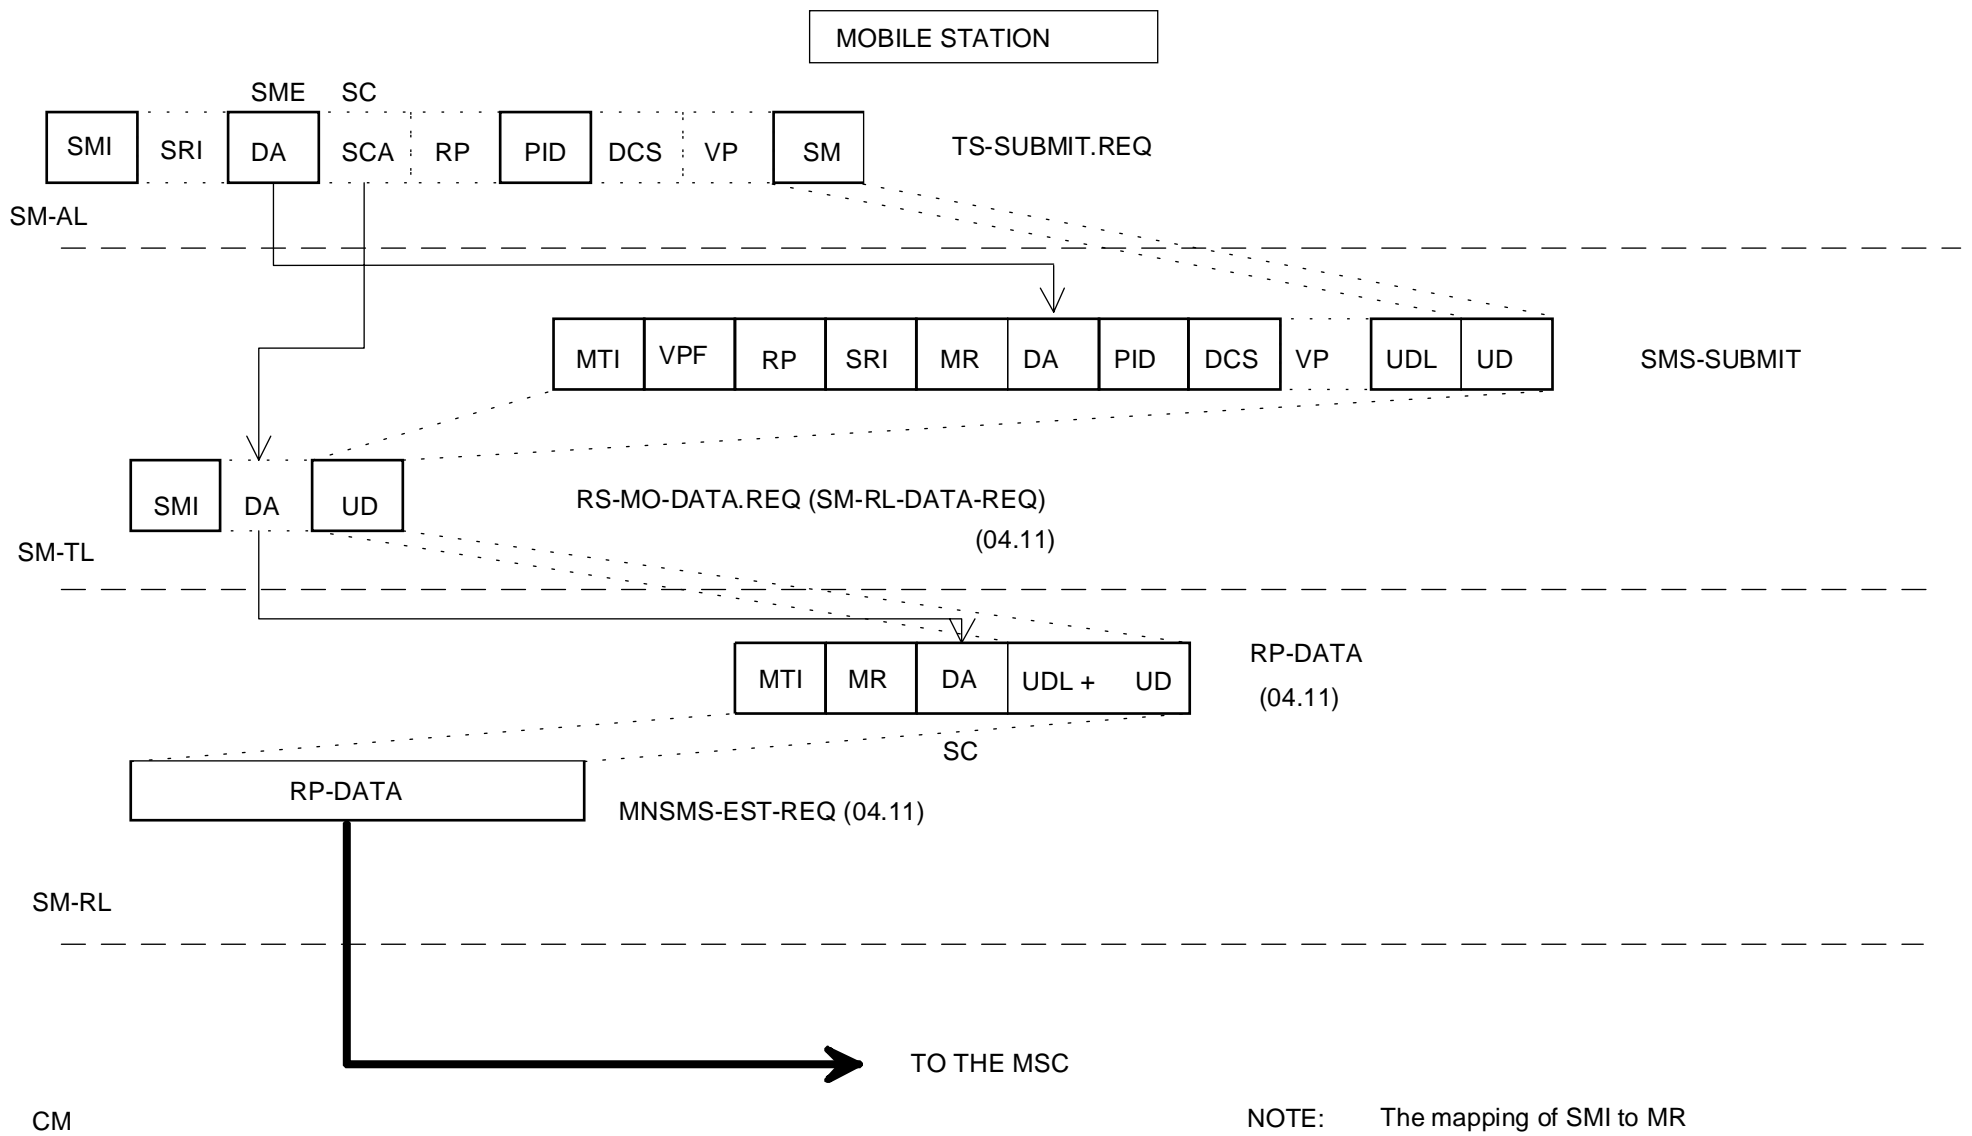 MOBILE STATION
SME SC
SMI SRI DA SCA RP PID DCS VP SM TS-SUBMIT.REQ
SM-AL
MTI VPF RP SRI MR DA PID DCS VP UDL UD SMS-SUBMIT
SMI DA UD RS-MO-DATA.REQ (SM-RL-DATA-REQ)
(04.11)
SM-TL
MTI MR DA UDL + UD RP-DATA
(04.11)
SC
RP-DATA
MNSMS-EST-REQ (04.11)
SM-RL
TO THE MSC
CM
NOTE: The mapping of SMI to MR